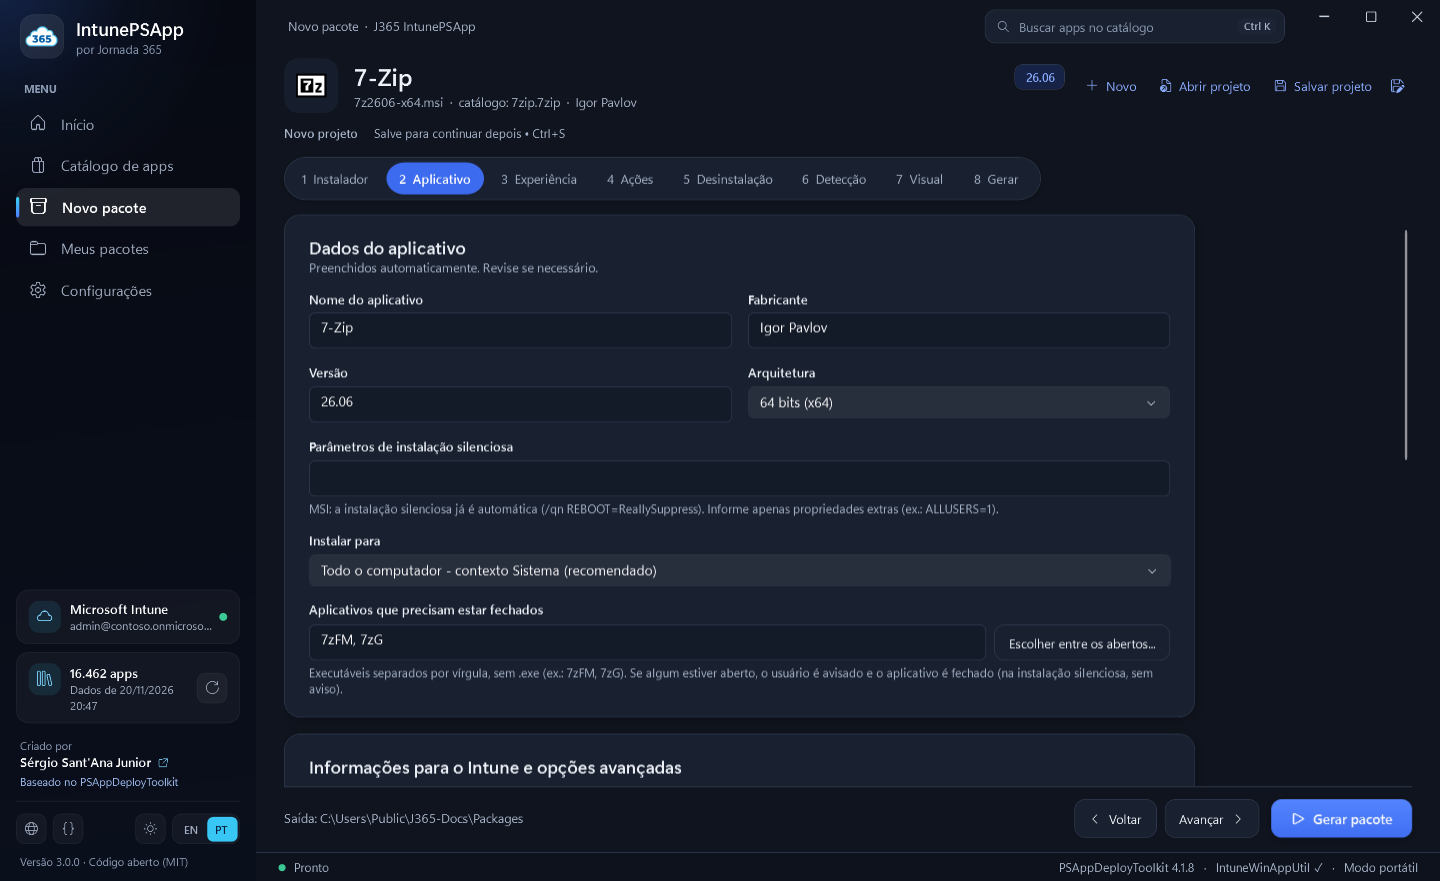 365
IntunePSApp
por Jornada 365
MENU
Início
Catálogo de apps
Novo pacote
Meus pacotes
Configurações
Microsoft Intune
admin@contoso.onmicroso...
16.462 apps
Dados de 20/11/2026
20:47
Criado por
Sérgio Sant'Ana Junior
Baseado no PSAppDeployToolkit
{}
EN
PT
Versão 3.0.0 · Código aberto (MIT)
Novo pacote · J365 IntunePSApp
Buscar apps no catálogo
Ctrl K
7z
7-Zip
7z2606-x64.msi · catálogo: 7zip.7zip · Igor Pavlov
26.06
Novo
Abrir projeto
Salvar projeto
Novo projeto
Salve para continuar depois • Ctrl+S
1 Instalador
2 Aplicativo
3 Experiência
4 Ações
5 Desinstalação
6 Detecção
7 Visual
8 Gerar
Dados do aplicativo
Preenchidos automaticamente. Revise se necessário.
Nome do aplicativo
7-Zip
Fabricante
Igor Pavlov
Versão
26.06
Arquitetura
64 bits (x64)
Parâmetros de instalação silenciosa
MSI: a instalação silenciosa já é automática (/qn REBOOT=ReallySuppress). Informe apenas propriedades extras (ex.: ALLUSERS=1).
Instalar para
Todo o computador - contexto Sistema (recomendado)
Aplicativos que precisam estar fechados
7zFM, 7zG
Escolher entre os abertos...
Executáveis separados por vírgula, sem .exe (ex.: 7zFM, 7zG). Se algum estiver aberto, o usuário é avisado e o aplicativo é fechado (na instalação silenciosa, sem
aviso).
Informações para o Intune e opções avançadas
Saída: C:\Users\Public\J365-Docs\Packages
Voltar
Avançar
Gerar pacote
Pronto
PSAppDeployToolkit 4.1.8 · IntuneWinAppUtil ✓ · Modo portátil